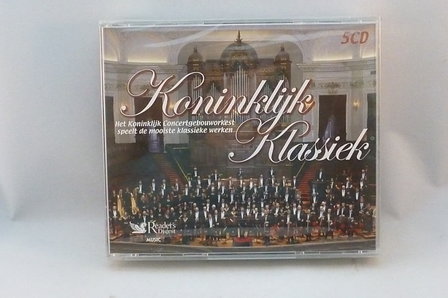 5CD
Koninklijk
Het Koninklijk Concertgebouworkest
speelt de mooiste klassieke werken
Klassiek
Reader's
Digest
MUSIC